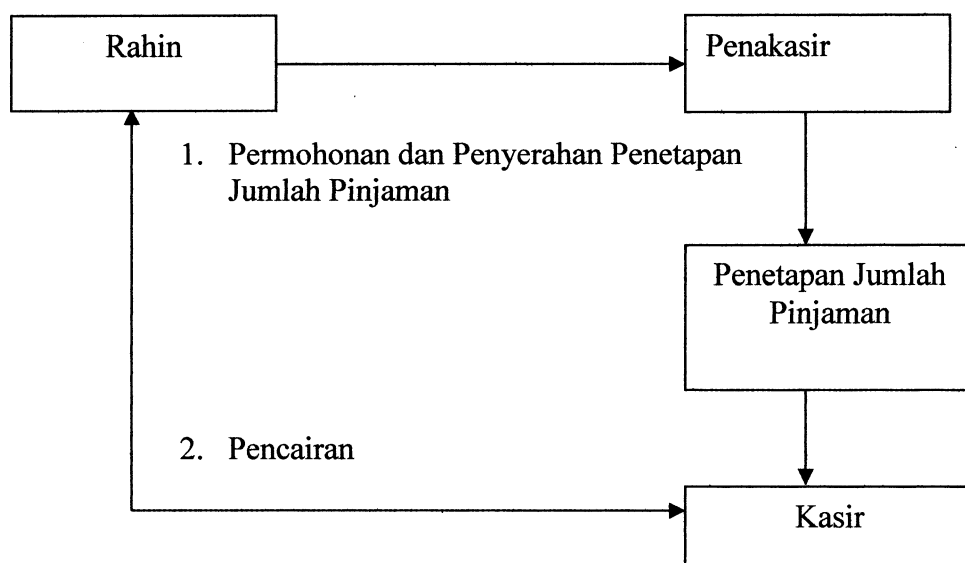 Rahin
Penakasir
1. Permohonan dan Penyerahan Penetapan
Jumlah Pinjaman
Penetapan Jumlah
Pinjaman
2. Pencairan
Kasir